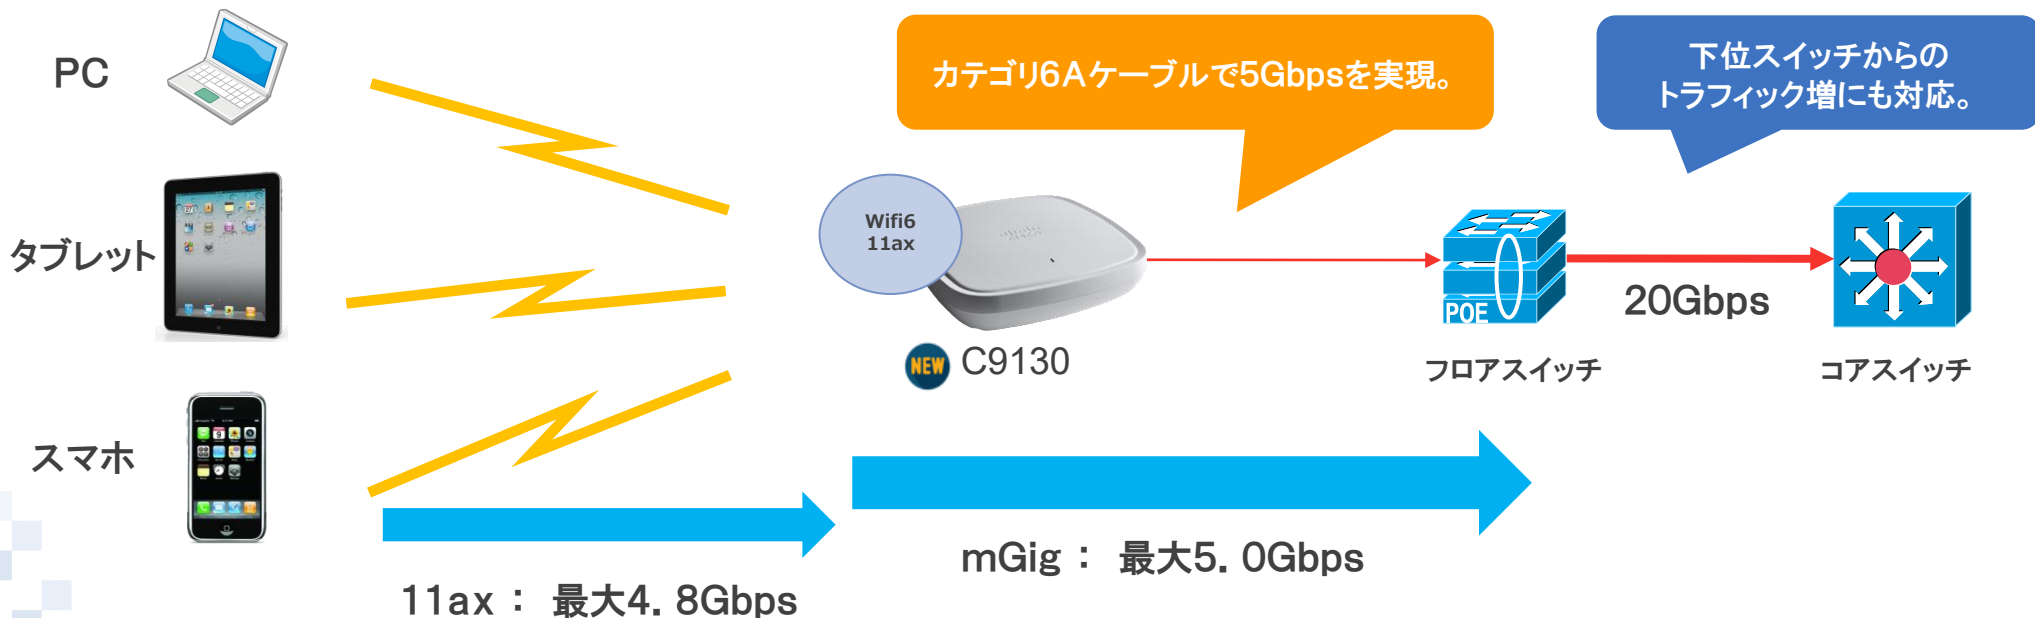 PC
カテゴリ6Aケーブルで5Gbpsを実現。
下位スイッチからの
トラフィック増にも対応。
タブレット
Wifi6
11ax
POE
20Gbps
NEW C9130
フロアスイッチ
コアスイッチ
スマホ
mGig： 最大5．0Gbps
11ax： 最大4．8Gbps